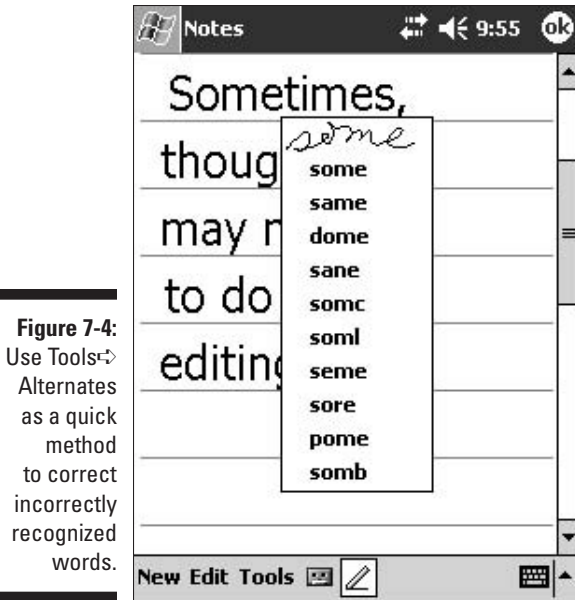 Notes 9:55 ok
Sometimes,
some
thoug
some
same
may n
dome
sane
to do
somc
soml
editing
seme
sore
pome
somb
New Edit Tools
Figure 7-4:
Use Tools➪
Alternates
as a quick
method
to correct
incorrectly
recognized
words.